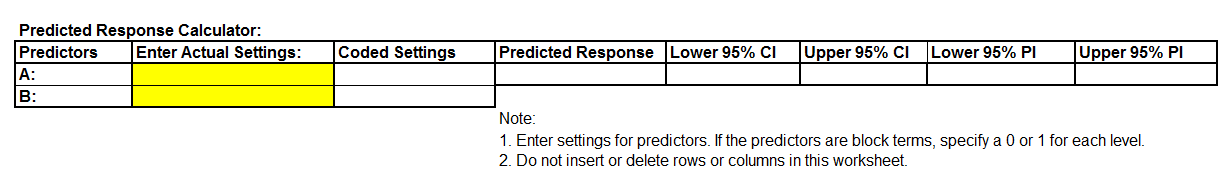 Predicted Response Calculator:
Predictors Enter Actual Settings: Coded Settings Predicted Response Lower 95% CI Upper 95% CI Lower 95% PI Upper 95% PI
A:
B:
Note:
1. Enter settings for predictors. If the predictors are block terms, specify a 0 or 1 for each level.
2. Do not insert or delete rows or columns in this worksheet.